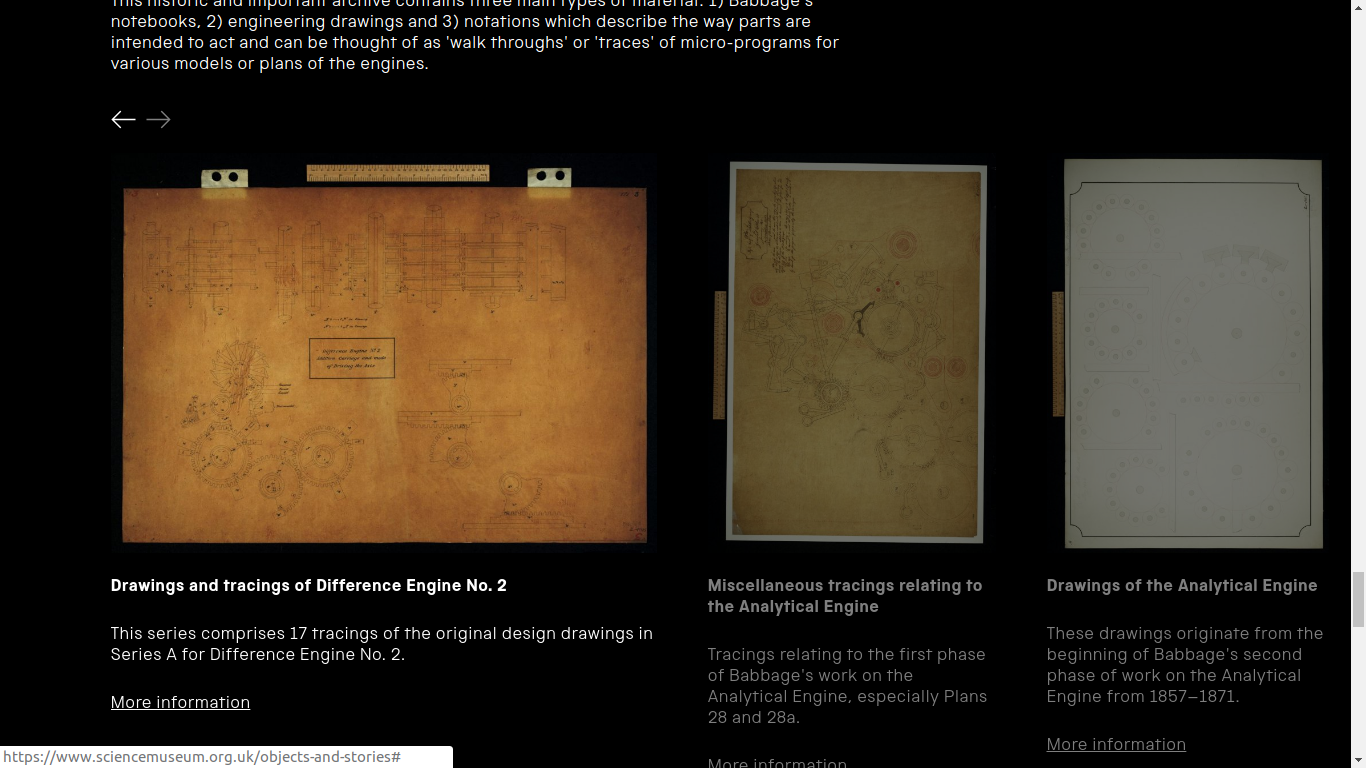 This historic and important archive contains three main types of material: 1) Babbage's
notebooks, 2) engineering drawings and 3) notations which describe the way parts are
intended to act and can be thought of as 'walk throughs' or 'traces' of micro-programs for
various models or plans of the engines.
Difference Engine No 2
Drawings and tracings of Difference Engine No. 2
This series comprises 17 tracings of the original design drawings in
Series A for Difference Engine No. 2.
More information
Miscellaneous tracings relating to
the Analytical Engine
Tracings relating to the first phase
of Babbage's work on the
Analytical Engine, especially Plans
28 and 28a.
More information
Drawings of the Analytical Engine
These drawings originate from the
beginning of Babbage's second
phase of work on the Analytical
Engine from 1857–1871.
More information
https://www.sciencemuseum.org.uk/objects-and-stories#